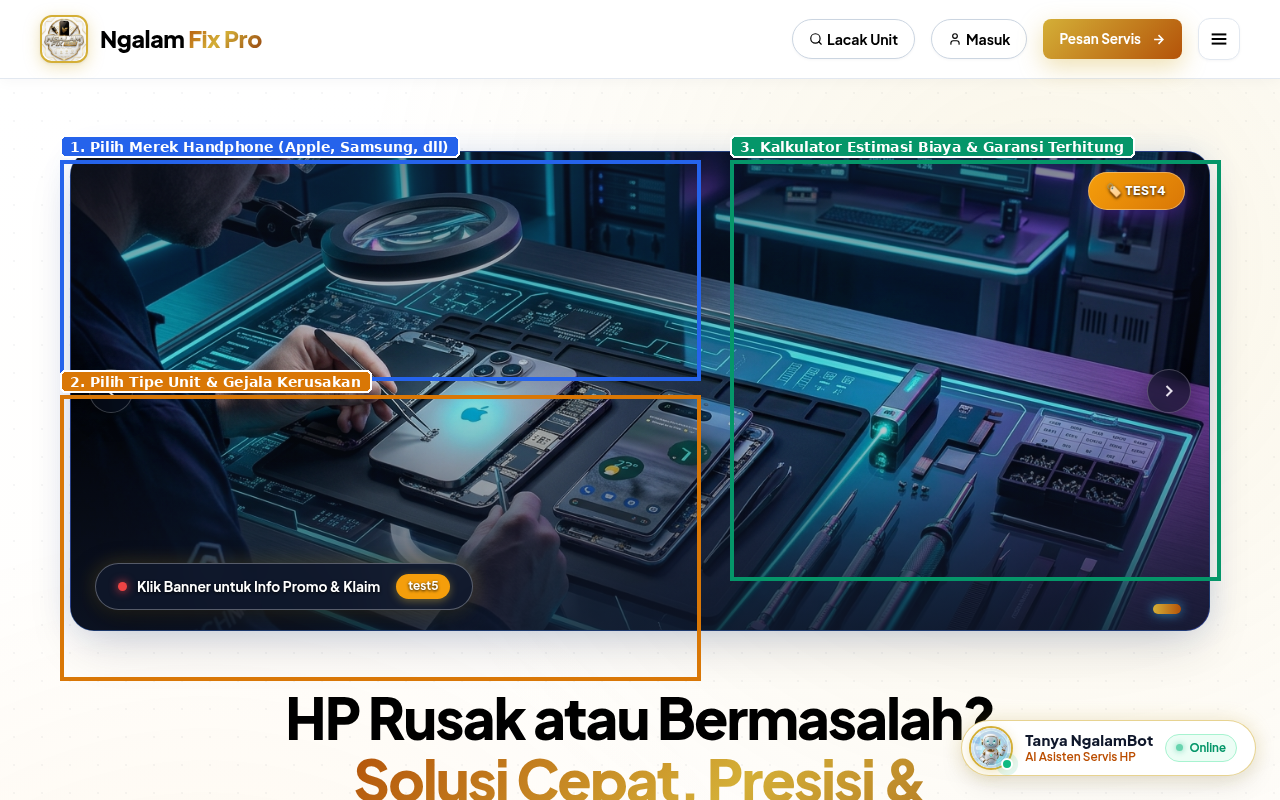 Ngalam Fix Pro
Lacak Unit
Masuk
Pesan Servis
1. Pilih Merek Handphone (Apple, Samsung, dll)
3. Kalkulator Estimasi Biaya & Garansi Terhitung
TEST4
2. Pilih Tipe Unit & Gejala Kerusakan
Klik Banner untuk Info Promo & Klaim
test5
HP Rusak atau Bermasalah?
Solusi Cepat, Presisi &
Tanya NgalamBot
AI Asisten Servis HP
Online